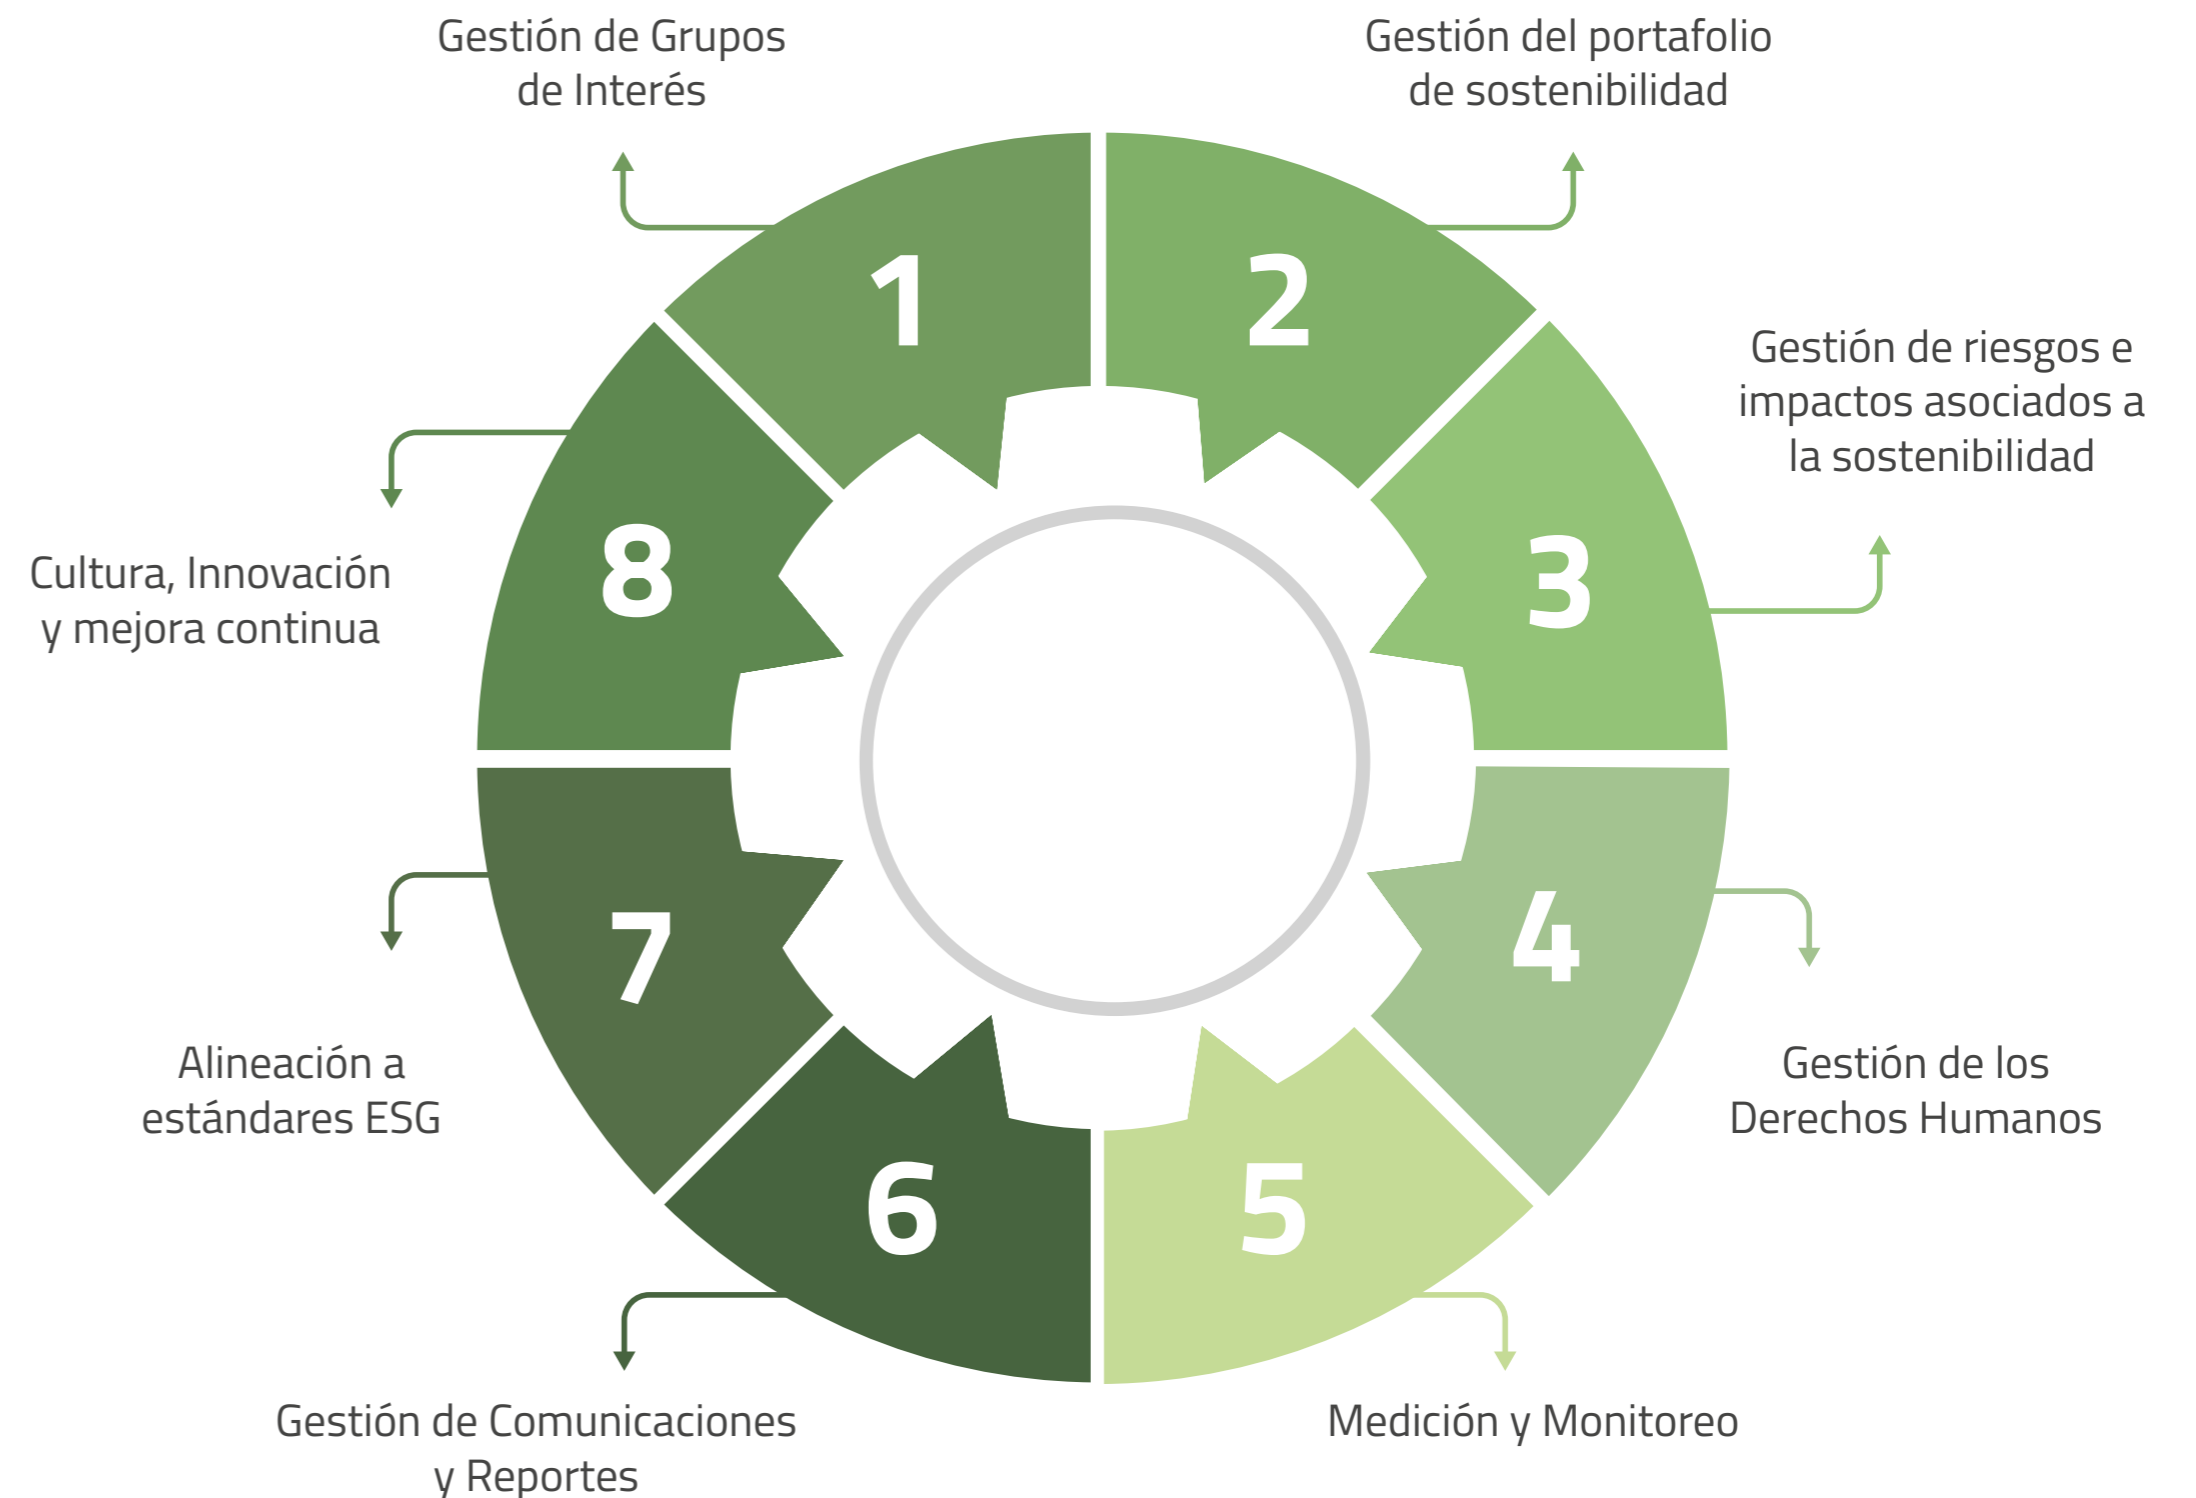 1
Gestión de Grupos
de Interés
2
Gestión del portafolio
de sostenibilidad
3
Gestión de riesgos e
impactos asociados a
la sostenibilidad
4
Gestión de los
Derechos Humanos
5
Medición y Monitoreo
6
Gestión de Comunicaciones
y Reportes
7
Alineación a
estándares ESG
8
Cultura, Innovación
y mejora continua